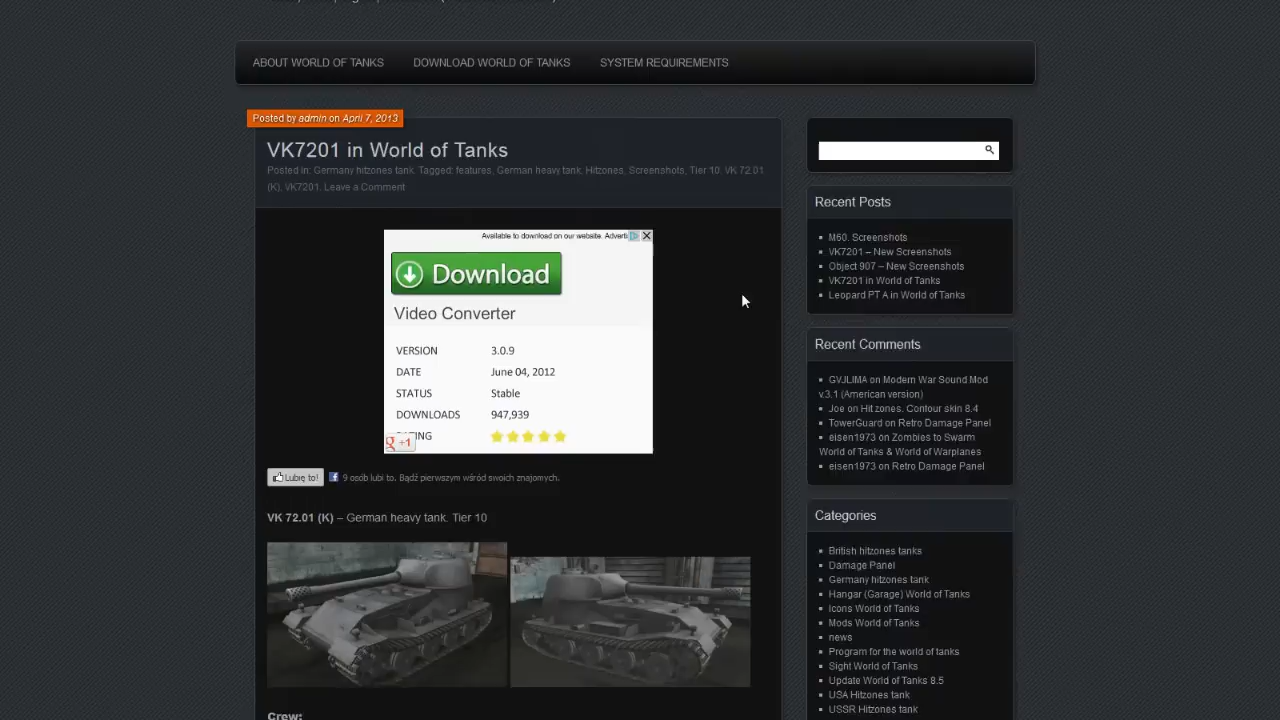 ABOUT WORLD OF TANKS DOWNLOAD WORLD OF TANKS SYSTEM REQUIREMENTS
Posted by admin on April 7, 2013
VK7201 in World of Tanks
Posted in: Germany hitzones tank. Tagged: features, German heavy tank, Hitzones, Screenshots, Tier 10. VK 72.01
(K), VK7201. Leave a Comment
Available to download on our website. Adverti
Download
Video Converter
VERSION 3.0.9
DATE June 04, 2012
STATUS Stable
DOWNLOADS 947,939
g +1
Lubię to! 9 osób lubi to. Bądź pierwszym wśród swoich znajomych.
VK 72.01 (K) – German heavy tank. Tier 10
Crew:
Recent Posts
M60. Screenshots
VK7201 – New Screenshots
Object 907 – New Screenshots
VK7201 in World of Tanks
Leopard PT A in World of Tanks
Recent Comments
GVJLIMA on Modern War Sound Mod
v.3.1 (American version)
Joe on Hit zones. Contour skin 8.4
TowerGuard on Retro Damage Panel
eisen1973 on Zombies to Swarm
World of Tanks & World of Warplanes
eisen1973 on Retro Damage Panel
Categories
British hitzones tanks
Damage Panel
Germany hitzones tank
Hangar (Garage) World of Tanks
Icons World of Tanks
Mods World of Tanks
news
Program for the world of tanks
Sight World of Tanks
Update World of Tanks 8.5
USA Hitzones tank
USSR Hitzones tank